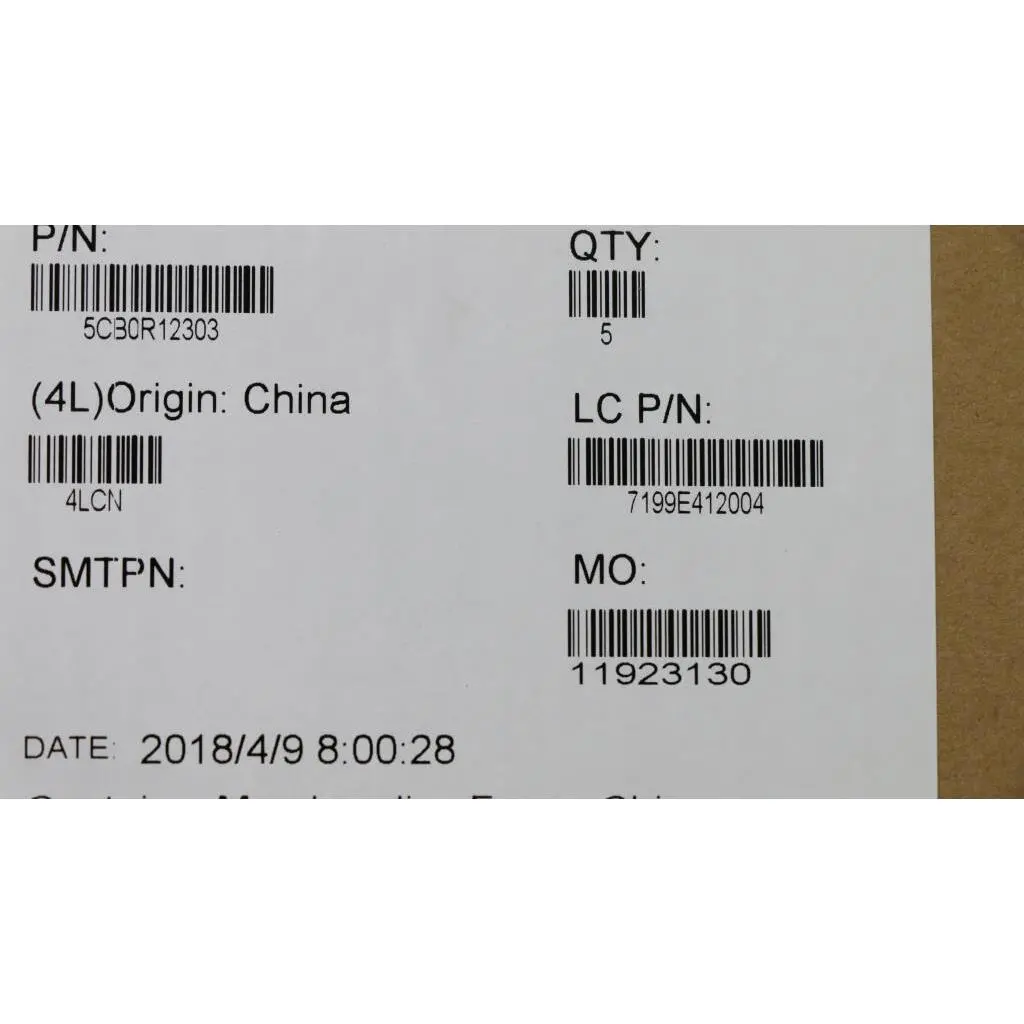 P/N:
5CB0R12303
QTY:
5
(4L)Origin: China
4LCN
LC P/N:
7199E412004
SMTPN:
MO:
11923130
DATE: 2018/4/9 8:00:28